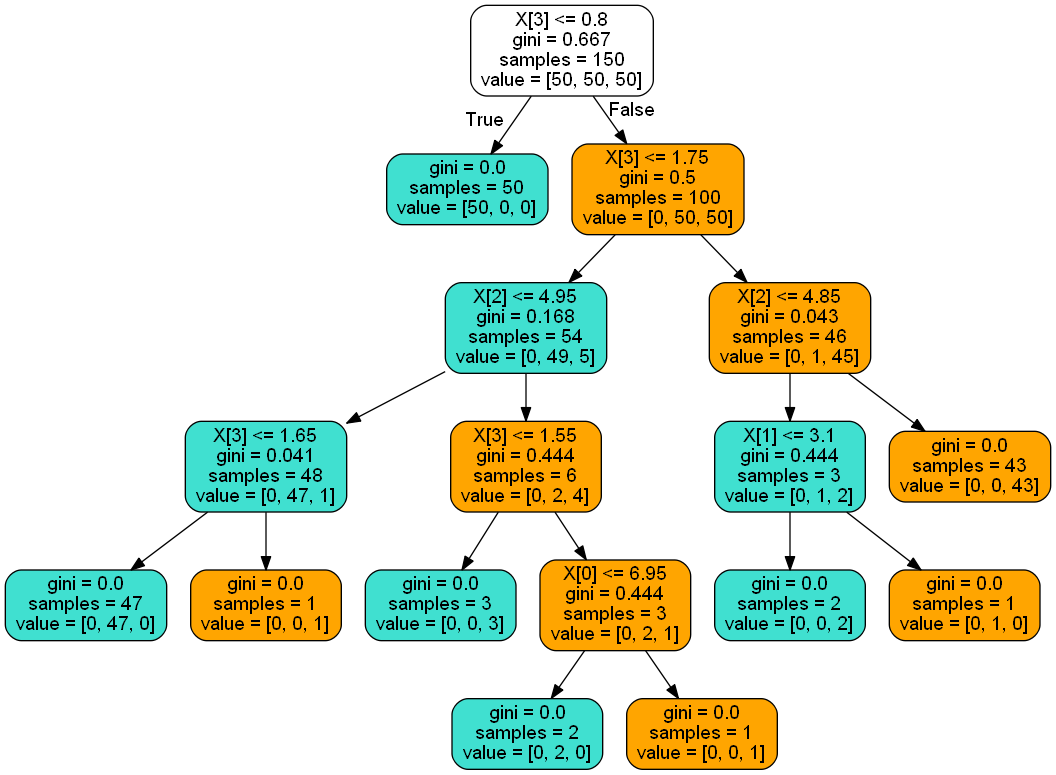 X[3] <= 0.8
gini = 0.667
samples = 150
value = [50, 50, 50]
True
False
gini = 0.0
samples = 50
value = [50, 0, 0]
X[3] <= 1.75
gini = 0.5
samples = 100
value = [0, 50, 50]
X[2] <= 4.95
gini = 0.168
samples = 54
value = [0, 49, 5]
X[2] <= 4.85
gini = 0.043
samples = 46
value = [0, 1, 45]
X[3] <= 1.65
gini = 0.041
samples = 48
value = [0, 47, 1]
X[3] <= 1.55
gini = 0.444
samples = 6
value = [0, 2, 4]
X[1] <= 3.1
gini = 0.444
samples = 3
value = [0, 1, 2]
gini = 0.0
samples = 43
value = [0, 0, 43]
gini = 0.0
samples = 47
value = [0, 47, 0]
gini = 0.0
samples = 1
value = [0, 0, 1]
gini = 0.0
samples = 3
value = [0, 0, 3]
X[0] <= 6.95
gini = 0.444
samples = 3
value = [0, 2, 1]
gini = 0.0
samples = 2
value = [0, 0, 2]
gini = 0.0
samples = 1
value = [0, 1, 0]
gini = 0.0
samples = 2
value = [0, 2, 0]
gini = 0.0
samples = 1
value = [0, 0, 1]